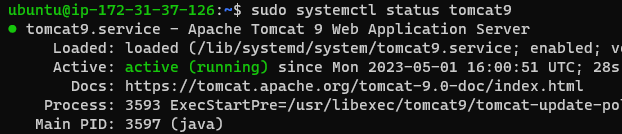 ubuntu@ip-172-31-37-126:~$ sudo systemctl status tomcat9
● tomcat9.service - Apache Tomcat 9 Web Application Server
Loaded: loaded (/lib/systemd/system/tomcat9.service; enabled; ve
Active: active (running) since Mon 2023-05-01 16:00:51 UTC; 28s
Docs: https://tomcat.apache.org/tomcat-9.0-doc/index.html
Process: 3593 ExecStartPre=/usr/libexec/tomcat9/tomcat-update-pol
Main PID: 3597 (java)